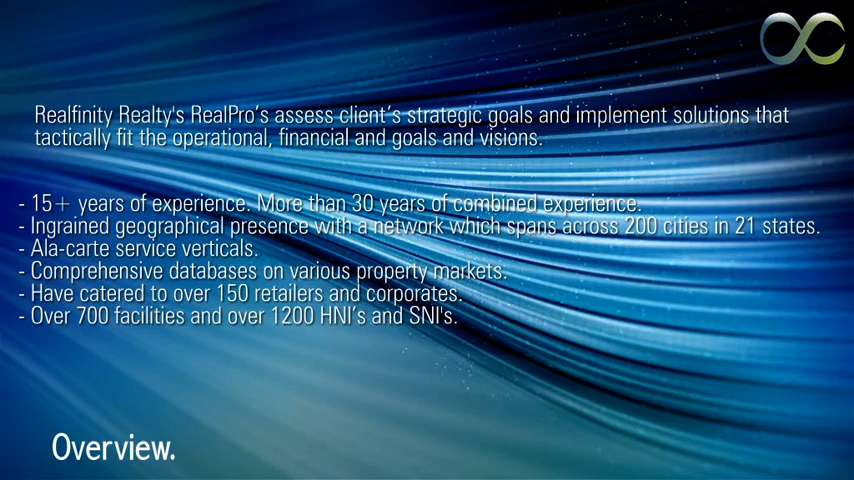 Realfinity Realty's RealPro's assess client's strategic goals and implement solutions that
tactically fit the operational, financial and goals and visions.
- 15+ years of experience. More than 30 years of combined experience.
- Ingrained geographical presence with a network which spans across 200 cities in 21 states.
- Ala-carte service verticals.
- Comprehensive databases on various property markets.
- Have catered to over 150 retailers and corporates.
- Over 700 facilities and over 1200 HNI's and SNI's.
Overview.